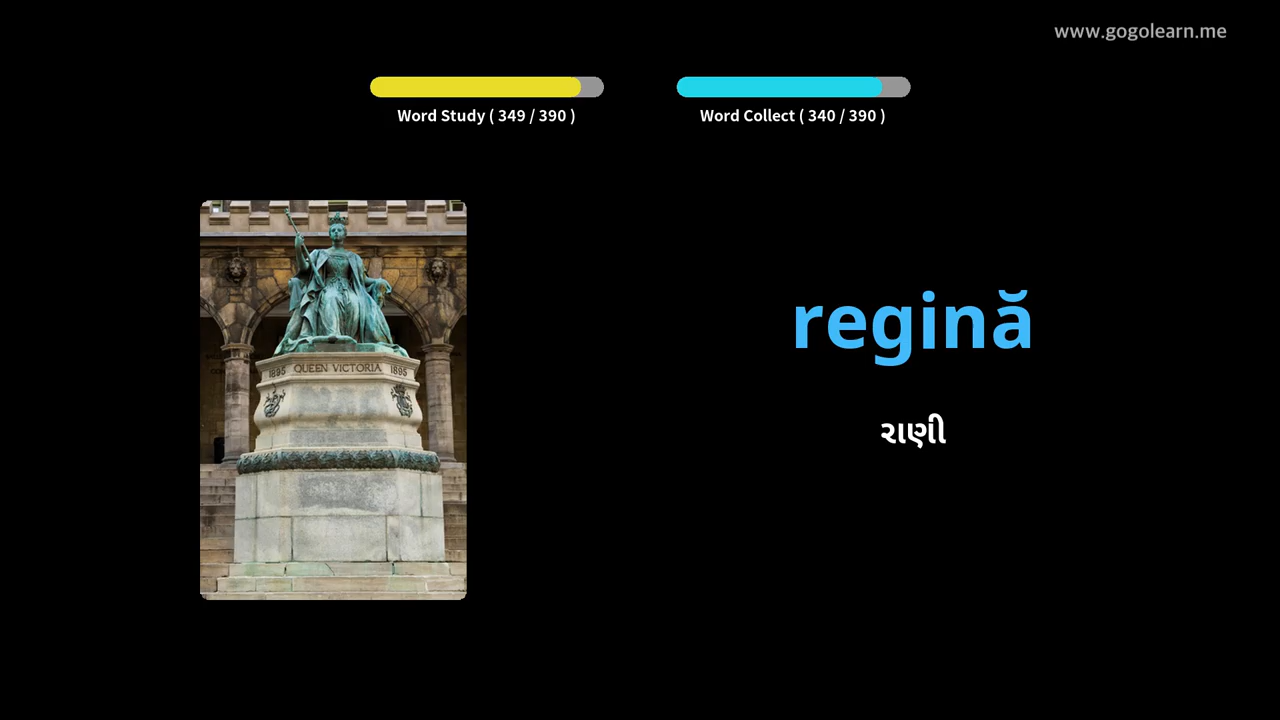 www.gogolearn.me
Word Study ( 349 / 390 )
Word Collect ( 340 / 390 )
1895 QUEEN VICTORIA 1895
regină
રાણી